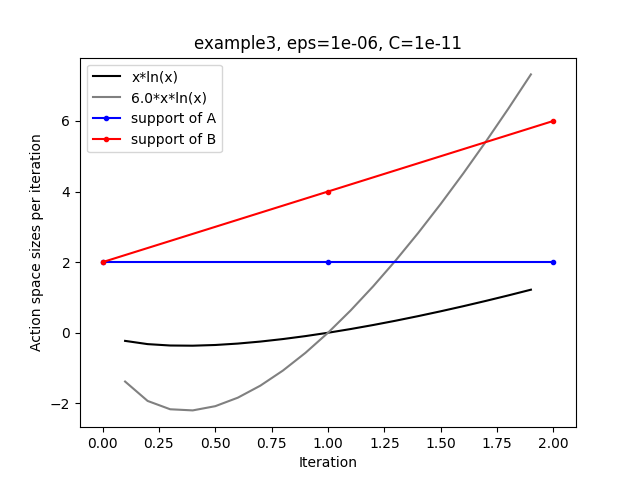 example3, eps=1e-06, C=1e-11
x*ln(x)
6.0*x*ln(x)
support of A
support of B
Action space sizes per iteration
6
4
2
0
−2
0.00 0.25 0.50 0.75 1.00 1.25 1.50 1.75 2.00
Iteration